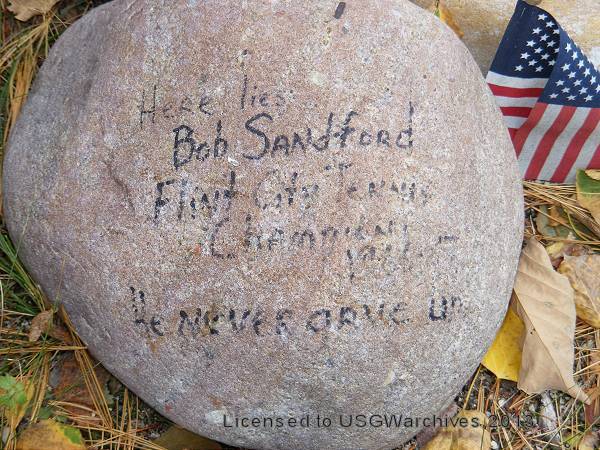 Here lies
Bob Sandford
Flint City Tennis
Champion
He NEVER GAVE UP
Licensed to USGWarchives